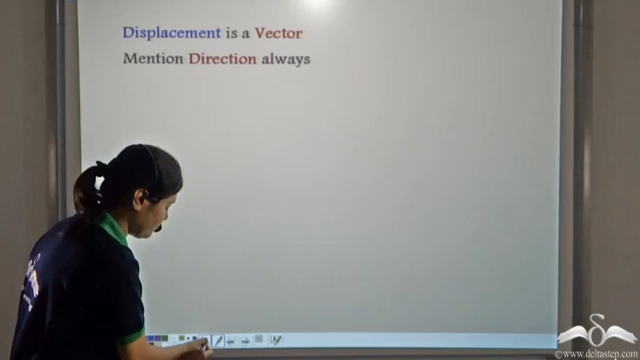 Displacement is a Vector
Mention Direction always
©www.deltastep.com